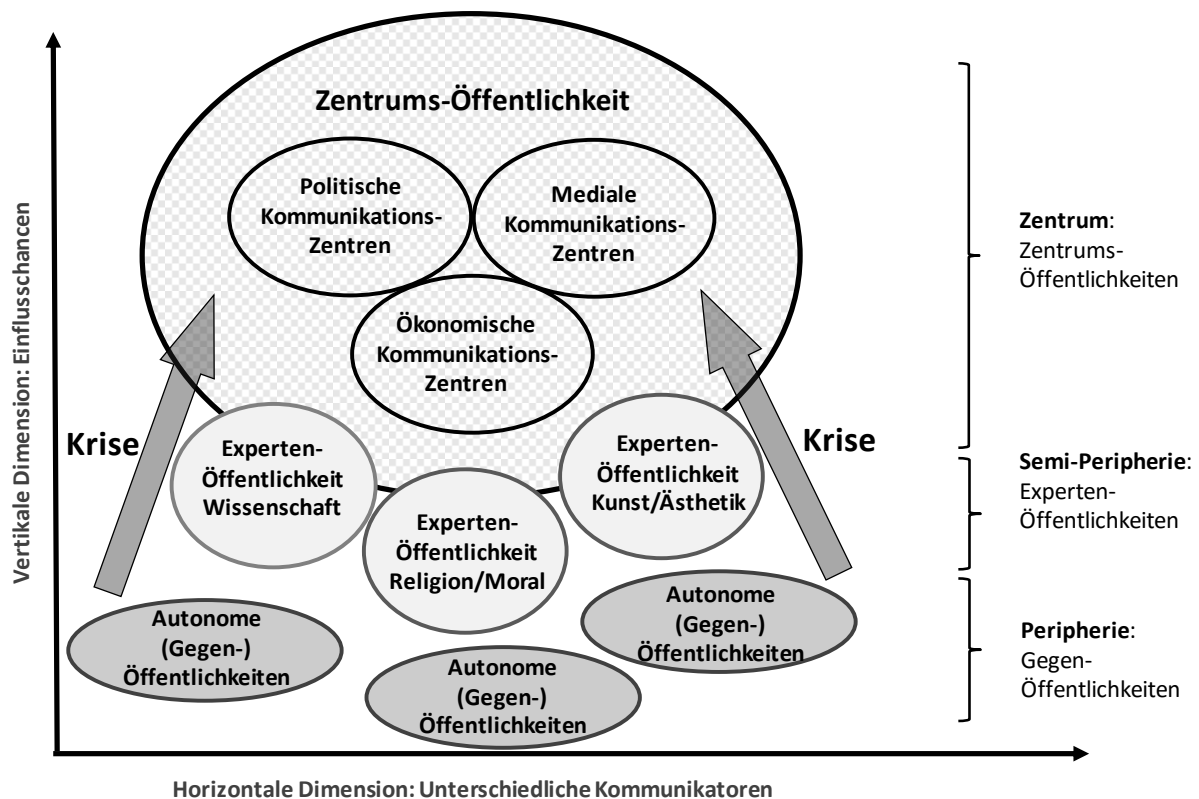 Vertikale Dimension: Einflusschancen
Zentrums-Öffentlichkeit
Politische
Kommunikations-
Zentren
Mediale
Kommunikations-
Zentren
Ökonomische
Kommunikations-
Zentren
Krise
Krise
Experten-
Öffentlichkeit
Wissenschaft
Experten-
Öffentlichkeit
Religion/Moral
Experten-
Öffentlichkeit
Kunst/Ästhetik
Autonome
(Gegen-)
Öffentlichkeiten
Autonome
(Gegen-)
Öffentlichkeiten
Autonome
(Gegen-)
Öffentlichkeiten
Zentrum:
Zentrums-
Öffentlichkeiten
Semi-Peripherie:
Experten-
Öffentlichkeiten
Peripherie:
Gegen-
Öffentlichkeiten
Horizontale Dimension: Unterschiedliche Kommunikatoren